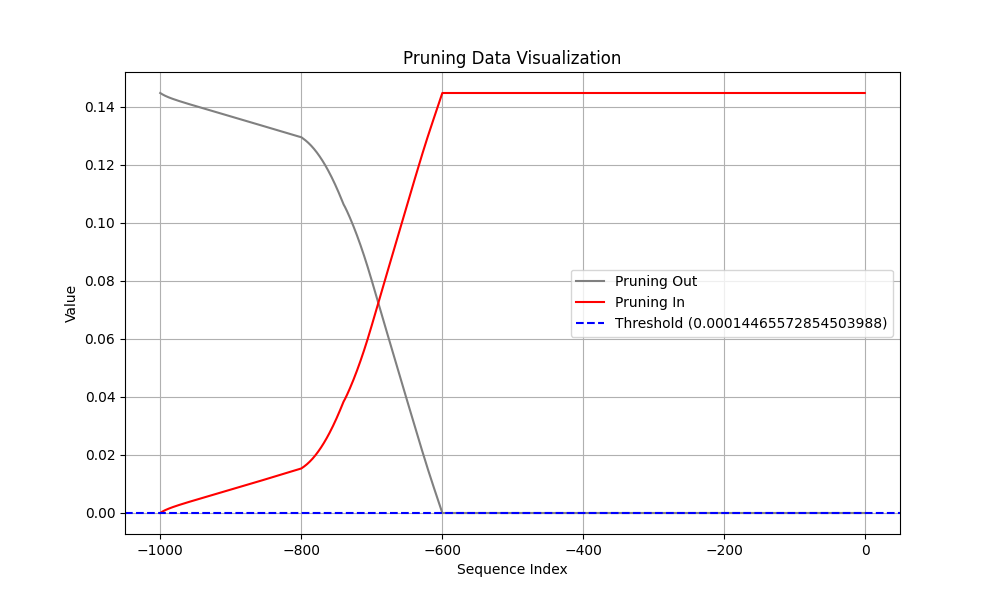 Pruning Data Visualization
Value
0.14
0.12
0.10
0.08
0.06
0.04
0.02
0.00
Pruning Out
Pruning In
Threshold (0.00014465572854503988)
−1000 −800 −600 −400 −200 0
Sequence Index